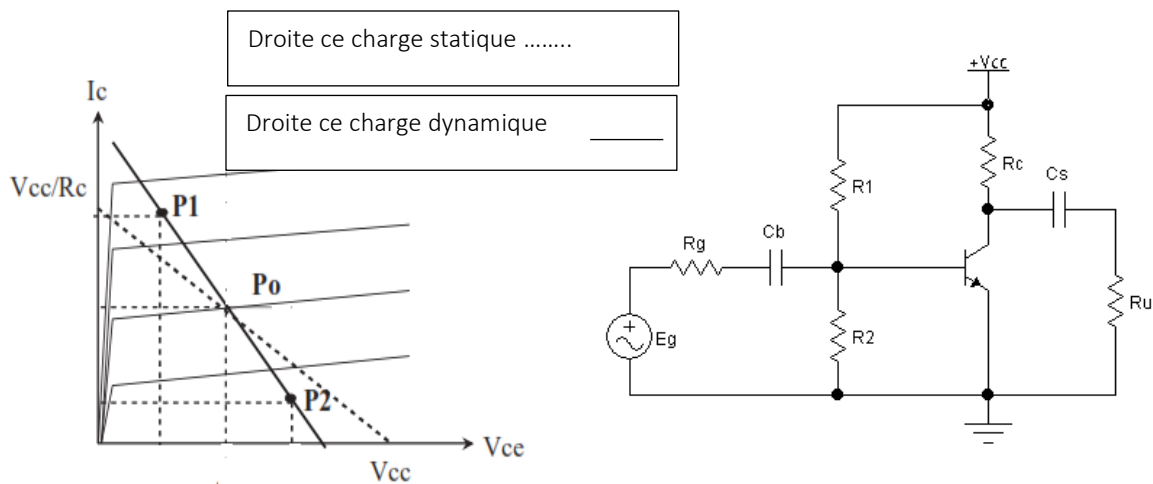 Droite ce charge statique ........
Droite ce charge dynamique ______
Ic
Vcc/Rc
P1
Po
P2
Vce
Vcc
+Vcc
Rc
Cs
R1
Cb
Rg
Ru
R2
Eg